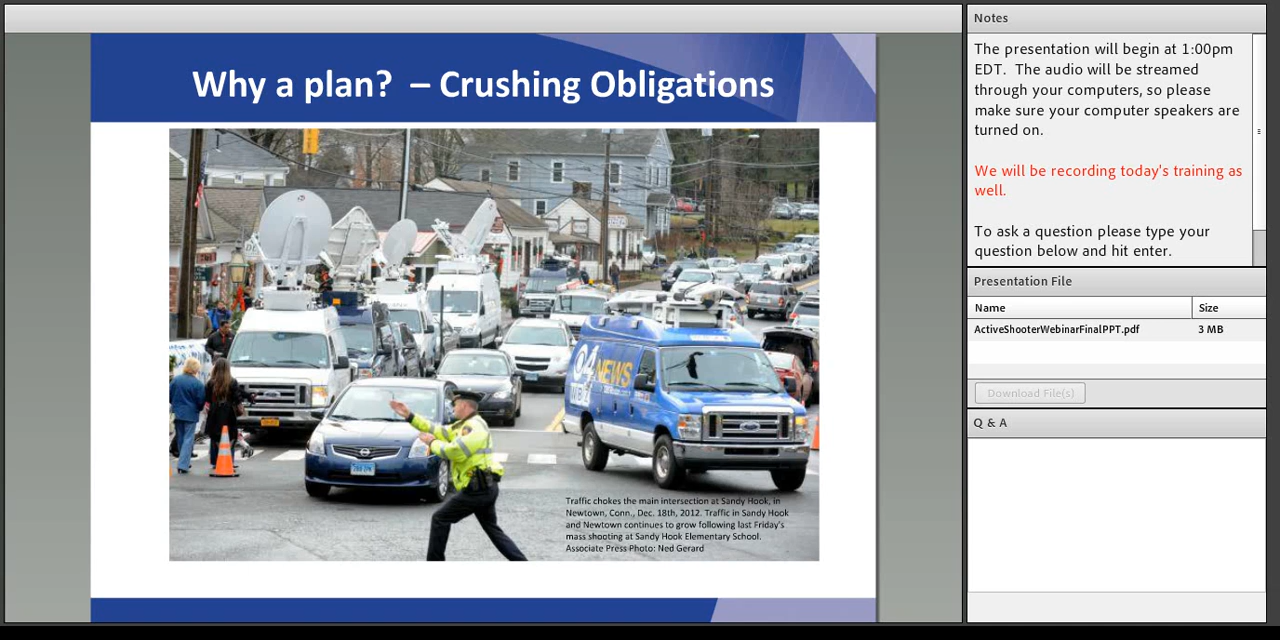 Why a plan?  – Crushing Obligations
4 NEWS
WBZ
Traffic chokes the main intersection at Sandy Hook, in
Newtown, Conn., Dec. 18th, 2012. Traffic in Sandy Hook
and Newtown continues to grow following last Friday's
mass shooting at Sandy Hook Elementary School.
Associate Press Photo: Ned Gerard
Notes
The presentation will begin at 1:00pm
EDT.  The audio will be streamed
through your computers, so please
make sure your computer speakers are
turned on.
We will be recording today's training as
well.
To ask a question please type your
question below and hit enter.
Presentation File
Name
Size
ActiveShooterWebinarFinalPPT.pdf
3 MB
Download File(s)
Q & A